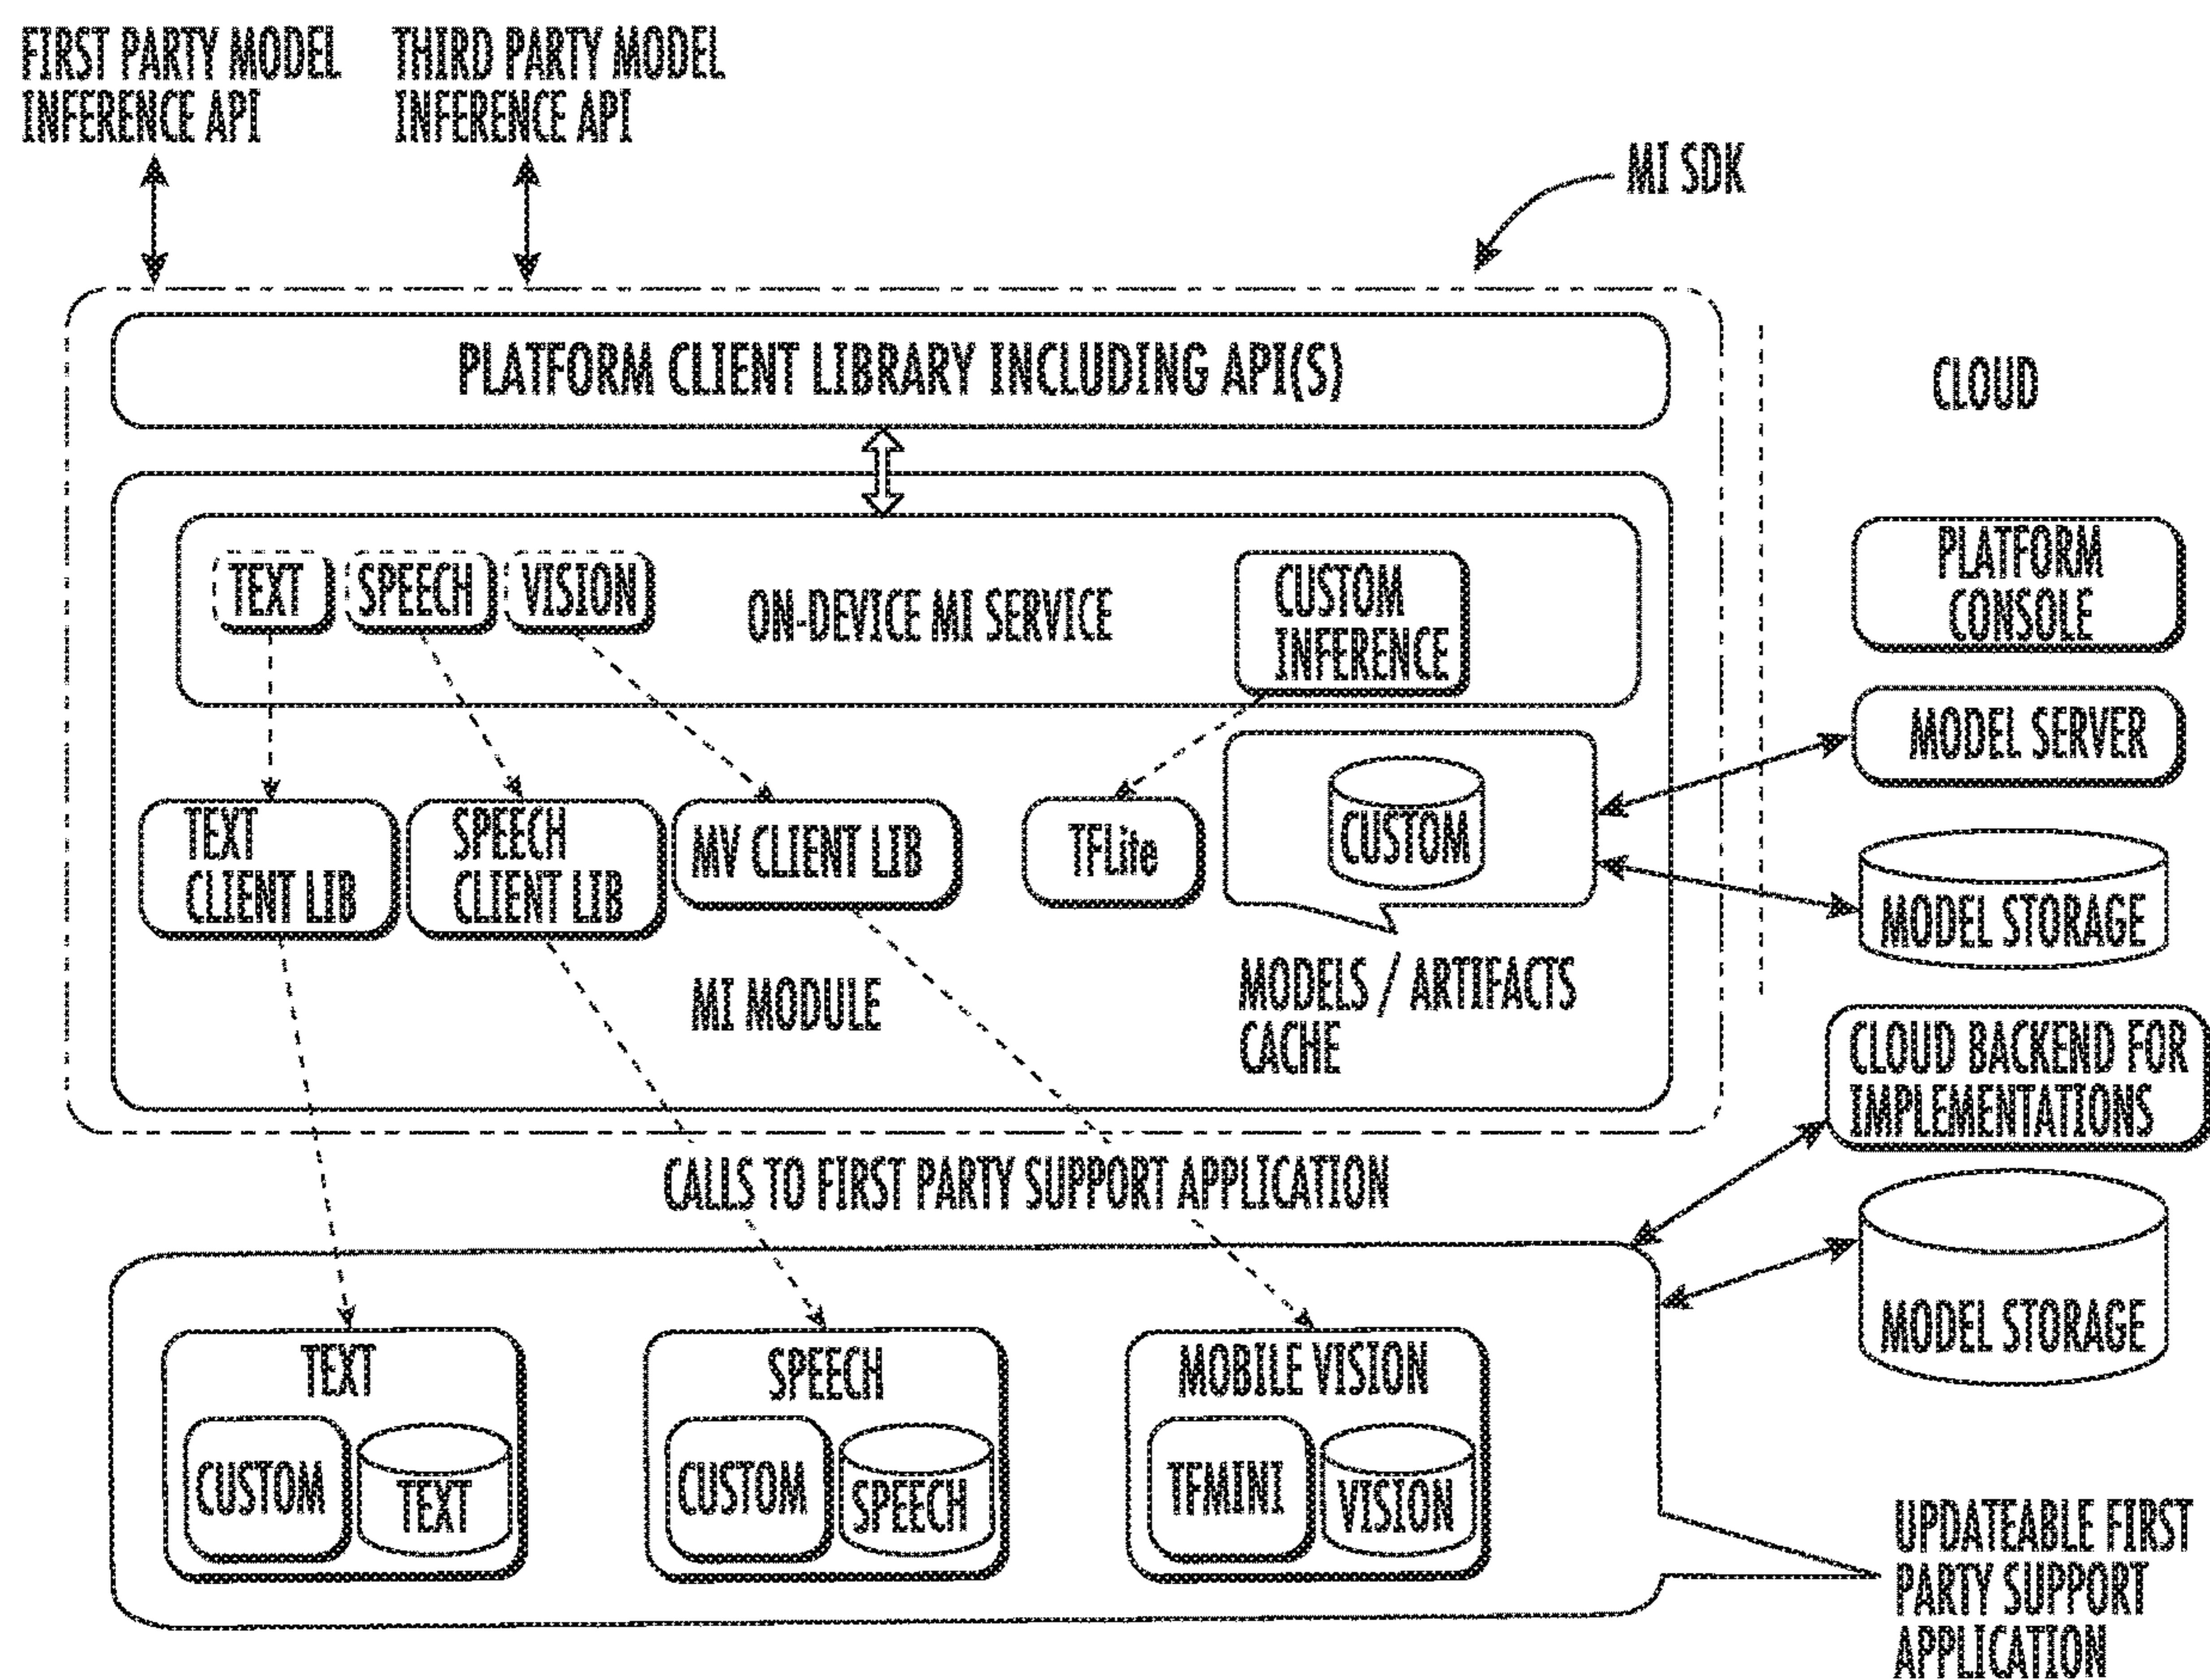 FIRST PARTY MODEL
INFERENCE API
THIRD PARTY MODEL
INFERENCE API
MI SDK
PLATFORM CLIENT LIBRARY INCLUDING API(S)
CLOUD
TEXT
SPEECH
VISION
ON-DEVICE MI SERVICE
CUSTOM
INFERENCE
PLATFORM
CONSOLE
MODEL SERVER
TEXT
CLIENT LIB
SPEECH
CLIENT LIB
MV CLIENT LIB
TFLite
CUSTOM
MODEL STORAGE
MI MODULE
MODELS / ARTIFACTS
CACHE
CLOUD BACKEND FOR
IMPLEMENTATIONS
CALLS TO FIRST PARTY SUPPORT APPLICATION
MODEL STORAGE
TEXT
CUSTOM
TEXT
SPEECH
CUSTOM
SPEECH
MOBILE VISION
TFMINI
VISION
UPDATEABLE FIRST
PARTY SUPPORT
APPLICATION